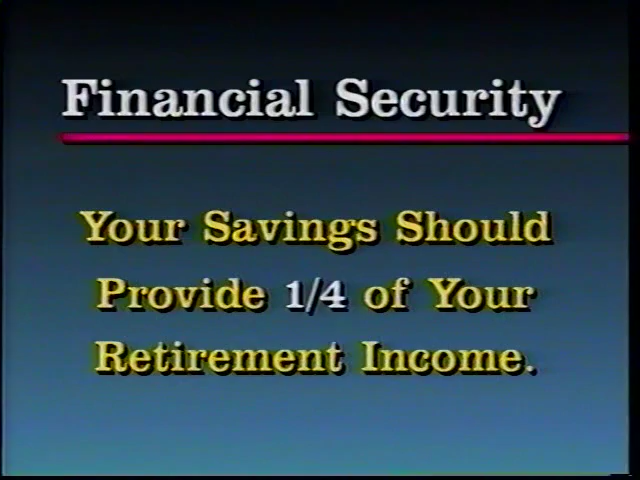 Financial Security
Your Savings Should
Provide 1/4 of Your
Retirement Income.